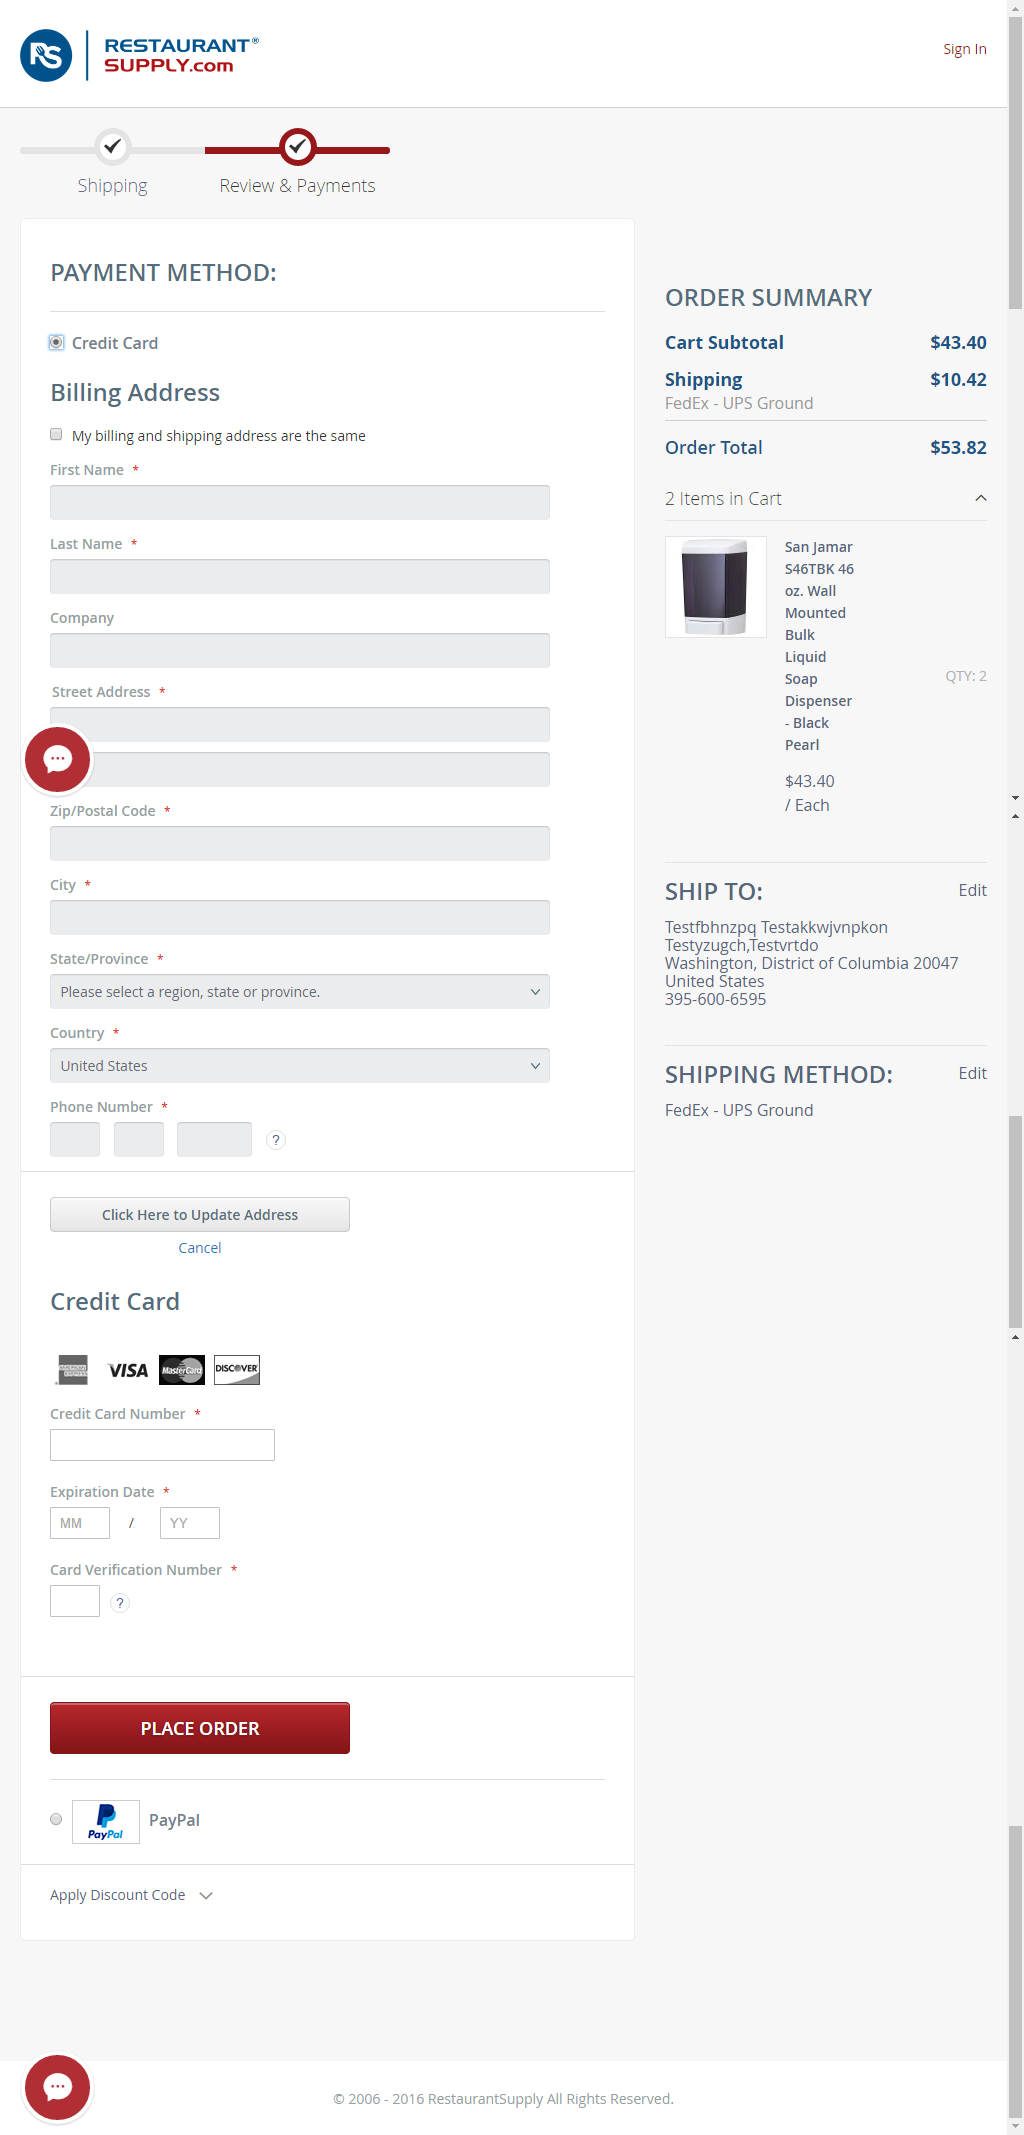 RS RESTAURANT®
SUPPLY.com
Sign In
Shipping
Review & Payments
PAYMENT METHOD:
Credit Card
Billing Address
My billing and shipping address are the same
First Name *
Last Name *
Company
Street Address *
Zip/Postal Code *
City *
State/Province *
Please select a region, state or province.
Country *
United States
Phone Number *
?
Click Here to Update Address
Cancel
Credit Card
VISA MasterCard DISCOVER
Credit Card Number *
Expiration Date *
MM / YY
Card Verification Number *
?
PLACE ORDER
PayPal PayPal
Apply Discount Code
ORDER SUMMARY
Cart Subtotal $43.40
Shipping $10.42
FedEx - UPS Ground
Order Total $53.82
2 Items in Cart
San Jamar
S46TBK 46
oz. Wall
Mounted
Bulk
Liquid
Soap
Dispenser
- Black
Pearl
QTY: 2
$43.40
/ Each
SHIP TO: Edit
Testfbhnzpq Testakkwjvnpkon
Testyzugch,Testvrtdo
Washington, District of Columbia 20047
United States
395-600-6595
SHIPPING METHOD: Edit
FedEx - UPS Ground
© 2006 - 2016 RestaurantSupply All Rights Reserved.